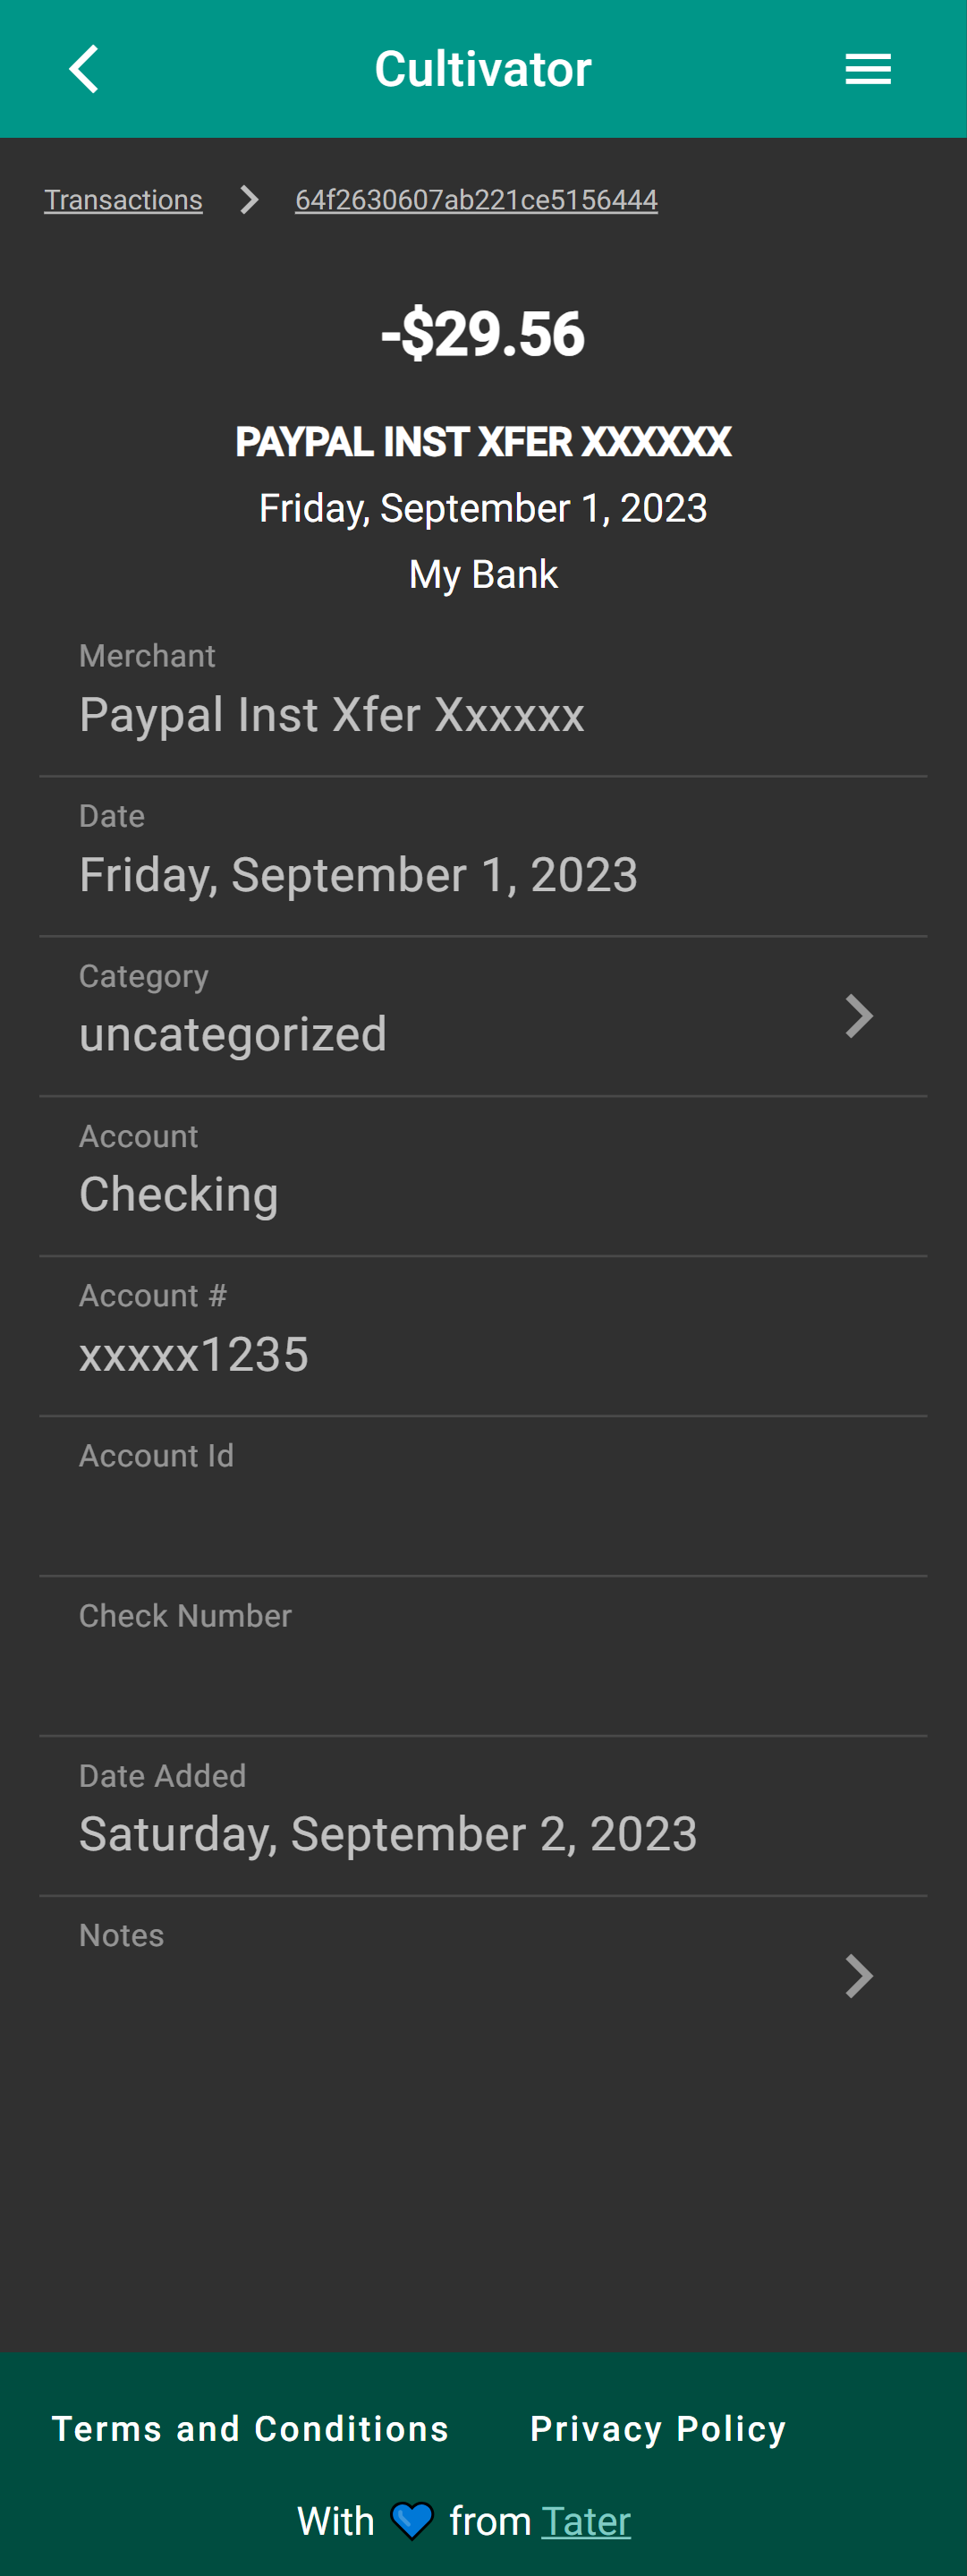 Cultivator
Transactions 64f2630607ab221ce5156444
-$29.56
PAYPAL INST XFER XXXXXX
Friday, September 1, 2023
My Bank
Merchant
Paypal Inst Xfer Xxxxxx
Date
Friday, September 1, 2023
Category
uncategorized
Account
Checking
Account #
xxxxx1235
Account Id
Check Number
Date Added
Saturday, September 2, 2023
Notes
Terms and Conditions Privacy Policy
With 💙 from Tater